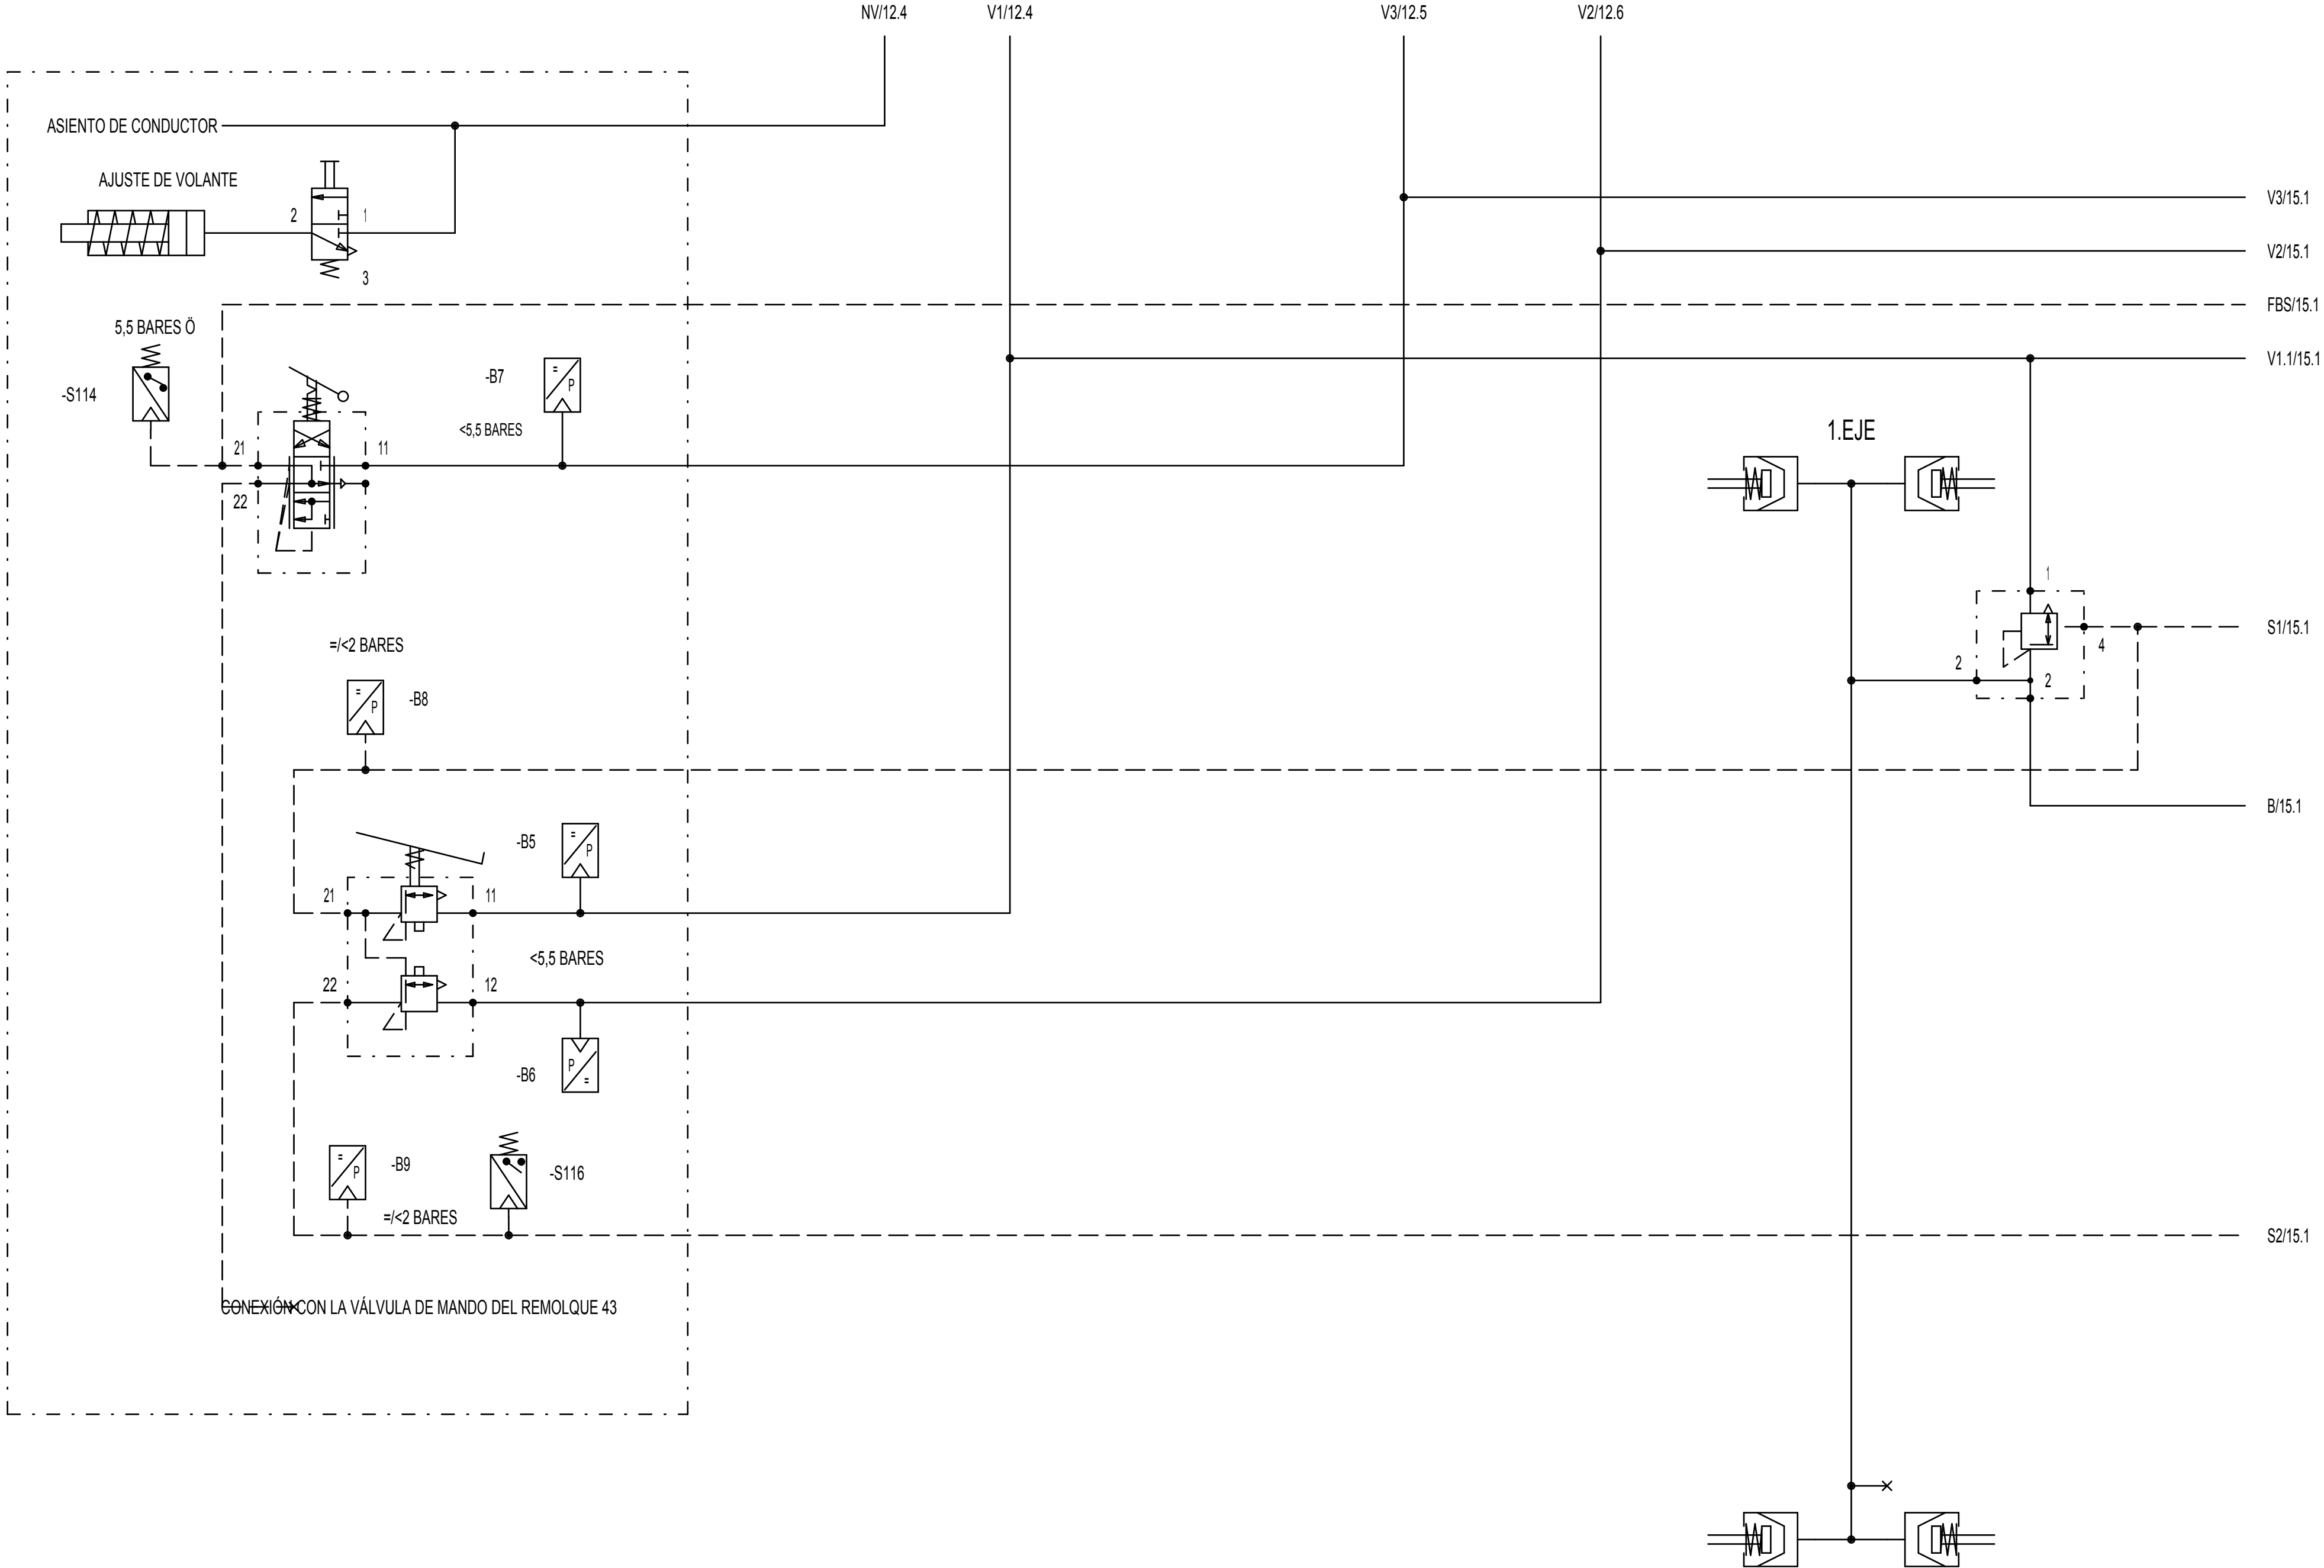 NV/12.4 V1/12.4 V3/12.5 V2/12.6
ASIENTO DE CONDUCTOR
AJUSTE DE VOLANTE
V3/15.1
2 1
V2/15.1
3
FBS/15.1
5,5 BARES Ö
V1.1/15.1
-B7
= P
-S114
<5,5 BARES
1.EJE
21 11
22
1
S1/15.1
=/<2 BARES
4
2
2
= P
-B8
B/15.1
-B5
= P
21 11
<5,5 BARES
22 12
-B6
P =
= P
-B9
-S116
=/<2 BARES
S2/15.1
CONEXIÓN CON LA VÁLVULA DE MANDO DEL REMOLQUE 43